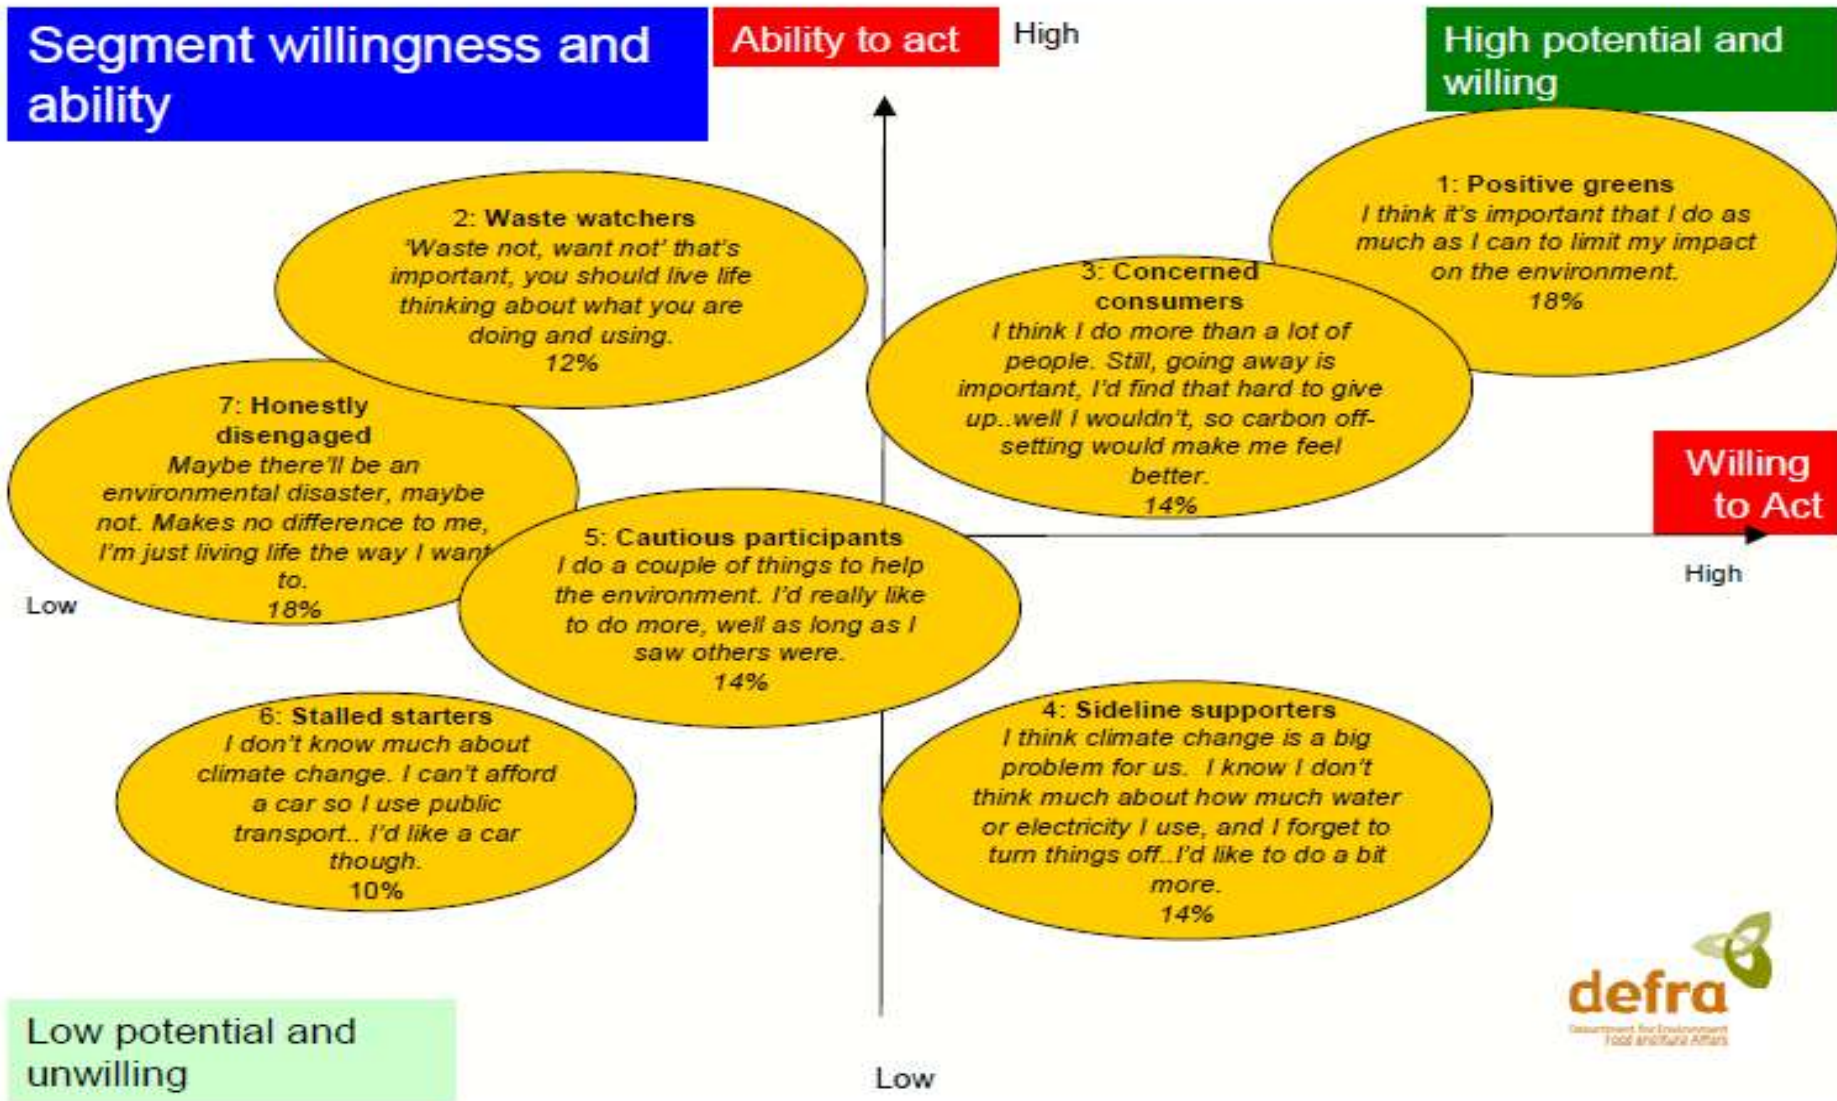 Segment willingness and
ability
Ability to act
High
High potential and
willing
1: Positive greens
I think it's important that I do as
much as I can to limit my impact
on the environment.
18%
2: Waste watchers
'Waste not, want not' that's
important, you should live life
thinking about what you are
doing and using.
12%
3: Concerned
consumers
I think I do more than a lot of
people. Still, going away is
important, I'd find that hard to give
up..well I wouldn't, so carbon off-
setting would make me feel
better.
14%
7: Honestly
disengaged
Maybe there'll be an
environmental disaster, maybe
not. Makes no difference to me,
I'm just living life the way I want
to.
18%
Willing
to Act
High
Low
5: Cautious participants
I do a couple of things to help
the environment. I'd really like
to do more, well as long as I
saw others were.
14%
6: Stalled starters
I don't know much about
climate change. I can't afford
a car so I use public
transport.. I'd like a car
though.
10%
4: Sideline supporters
I think climate change is a big
problem for us. I know I don't
think much about how much water
or electricity I use, and I forget to
turn things off..I'd like to do a bit
more.
14%
defra
Department for Environment
Food and Rural Affairs
Low potential and
unwilling
Low